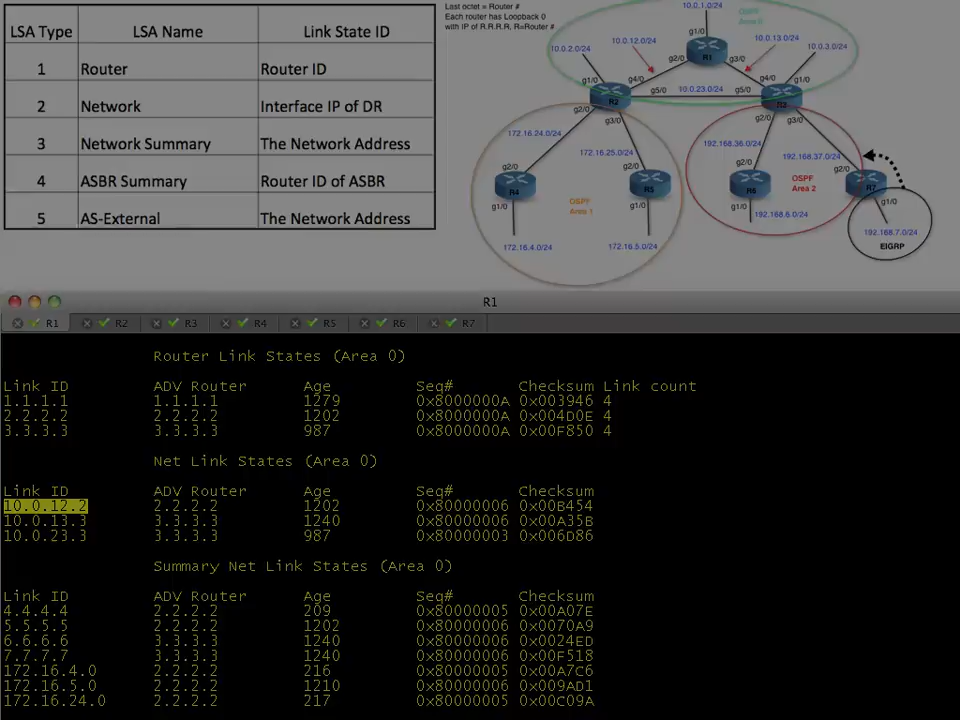 LSA Type LSA Name Link State ID
1 Router Router ID
2 Network Interface IP of DR
3 Network Summary The Network Address
4 ASBR Summary Router ID of ASBR
5 AS-External The Network Address
Last octet = Router #
Each router has Loopback 0
with IP of R.R.R.R, R=Router #
10.0.1.0/24
OSPF
g1/0
10.0.2.0/24
10.0.12.0/24
10.0.13.0/24
10.0.3.0/24
R1
g2/0
g3/0
g1/0
g4/0
g4/0
g1/0
g5/0
10.0.23.0/24
g5/0
R2
R3
g2/0
g3/0
g2/0
g3/0
172.16.24.0/24
172.16.25.0/24
192.168.36.0/24
192.168.37.0/24
g2/0
g2/0
g2/0
g2/0
R4
R5
R6
R7
OSPF
Area 1
OSPF
Area 2
g1/0
g1/0
g1/0
g1/0
192.168.6.0/24
192.168.7.0/24
172.16.4.0/24
172.16.5.0/24
EIGRP
R1
R1 R2 R3 R4 R5 R6 R7
Router Link States (Area 0)
Link ID ADV Router Age Seq# Checksum Link count
1.1.1.1 1.1.1.1 1279 0x8000000A 0x003946 4
2.2.2.2 2.2.2.2 1202 0x8000000A 0x004D0E 4
3.3.3.3 3.3.3.3 987 0x8000000A 0x00F850 4
Net Link States (Area 0)
Link ID ADV Router Age Seq# Checksum
10.0.12.2 2.2.2.2 1202 0x80000006 0x00B454
10.0.13.3 3.3.3.3 1240 0x80000006 0x00A35B
10.0.23.3 3.3.3.3 987 0x80000003 0x006D86
Summary Net Link States (Area 0)
Link ID ADV Router Age Seq# Checksum
4.4.4.4 2.2.2.2 209 0x80000005 0x00A07E
5.5.5.5 2.2.2.2 1202 0x80000006 0x0070A9
6.6.6.6 3.3.3.3 1240 0x80000006 0x0024ED
7.7.7.7 3.3.3.3 1240 0x80000006 0x00F518
172.16.4.0 2.2.2.2 216 0x80000005 0x00A7C6
172.16.5.0 2.2.2.2 1210 0x80000006 0x009AD1
172.16.24.0 2.2.2.2 217 0x80000005 0x00C09A